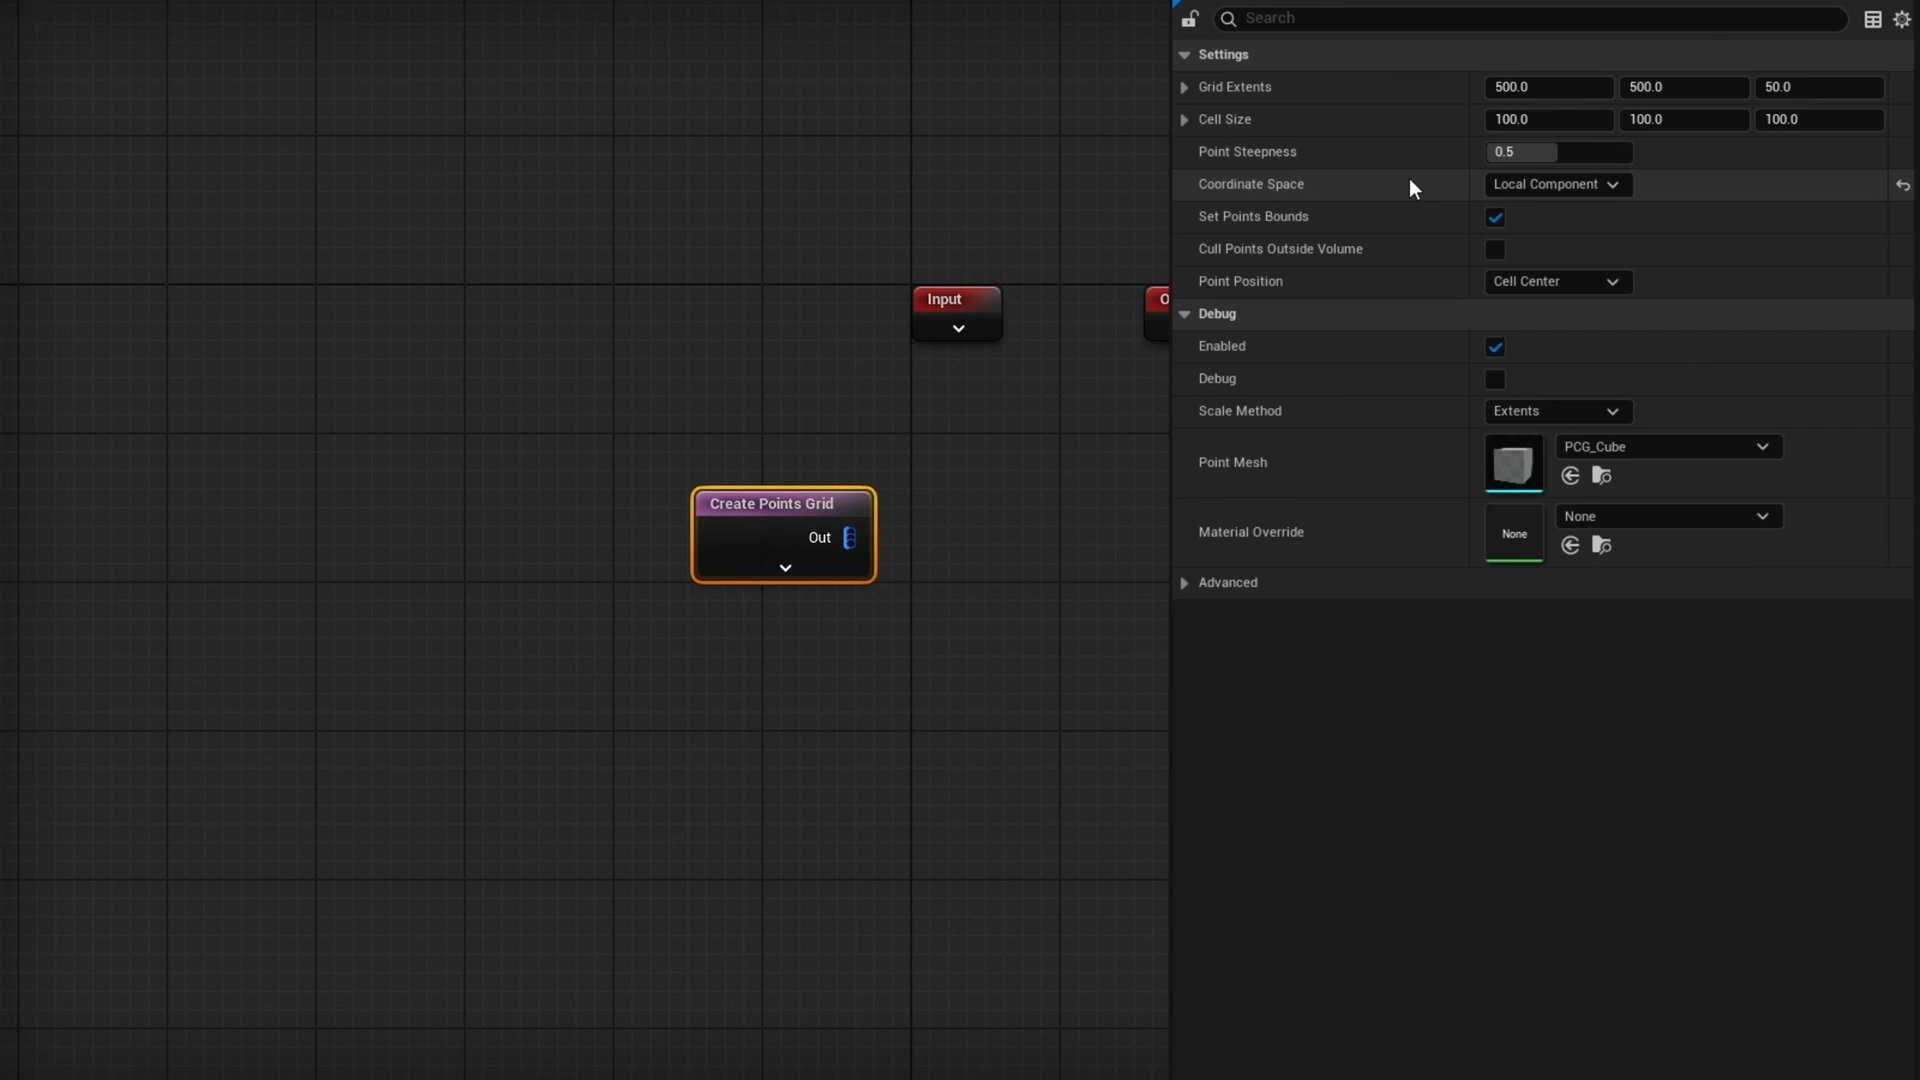 Search
Settings
Grid Extents 500.0 500.0 50.0
Cell Size 100.0 100.0 100.0
Point Steepness 0.5
Coordinate Space Local Component
Set Points Bounds
Cull Points Outside Volume
Point Position Cell Center
Debug
Enabled
Debug
Scale Method Extents
Point Mesh PCG_Cube
Material Override None None
Advanced
Input
O
Create Points Grid
Out